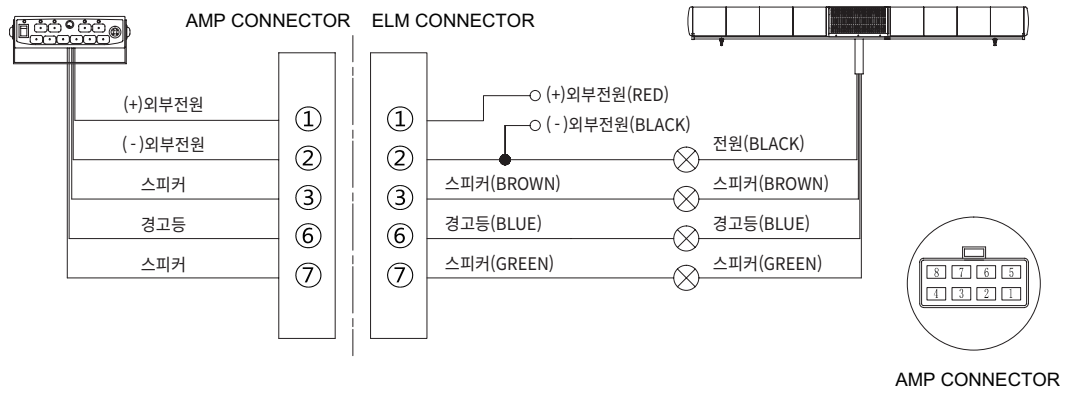 AMP CONNECTOR
ELM CONNECTOR
(+)외부전원
(-)외부전원
스피커
경고등
스피커
①
②
③
⑥
⑦
①
②
③
⑥
⑦
(+)외부전원(RED)
(-)외부전원(BLACK)
스피커(BROWN)
경고등(BLUE)
스피커(GREEN)
전원(BLACK)
스피커(BROWN)
경고등(BLUE)
스피커(GREEN)
8 7 6 5
4 3 2 1
AMP CONNECTOR